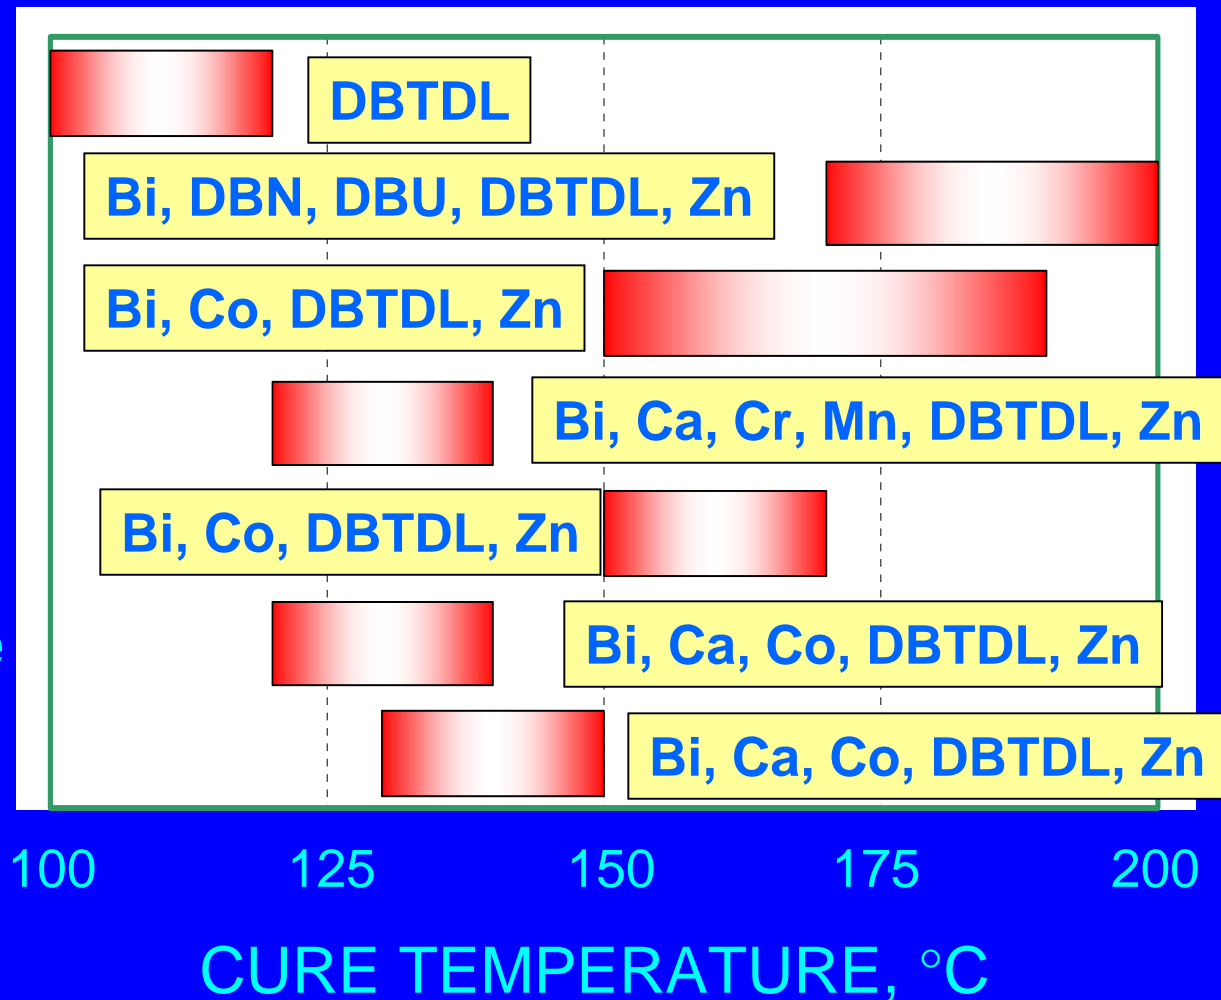 DBTDL
Bi, DBN, DBU, DBTDL, Zn
Bi, Co, DBTDL, Zn
Bi, Ca, Cr, Mn, DBTDL, Zn
Bi, Co, DBTDL, Zn
Bi, Ca, Co, DBTDL, Zn
Bi, Ca, Co, DBTDL, Zn
100 125 150 175 200
CURE TEMPERATURE, °C